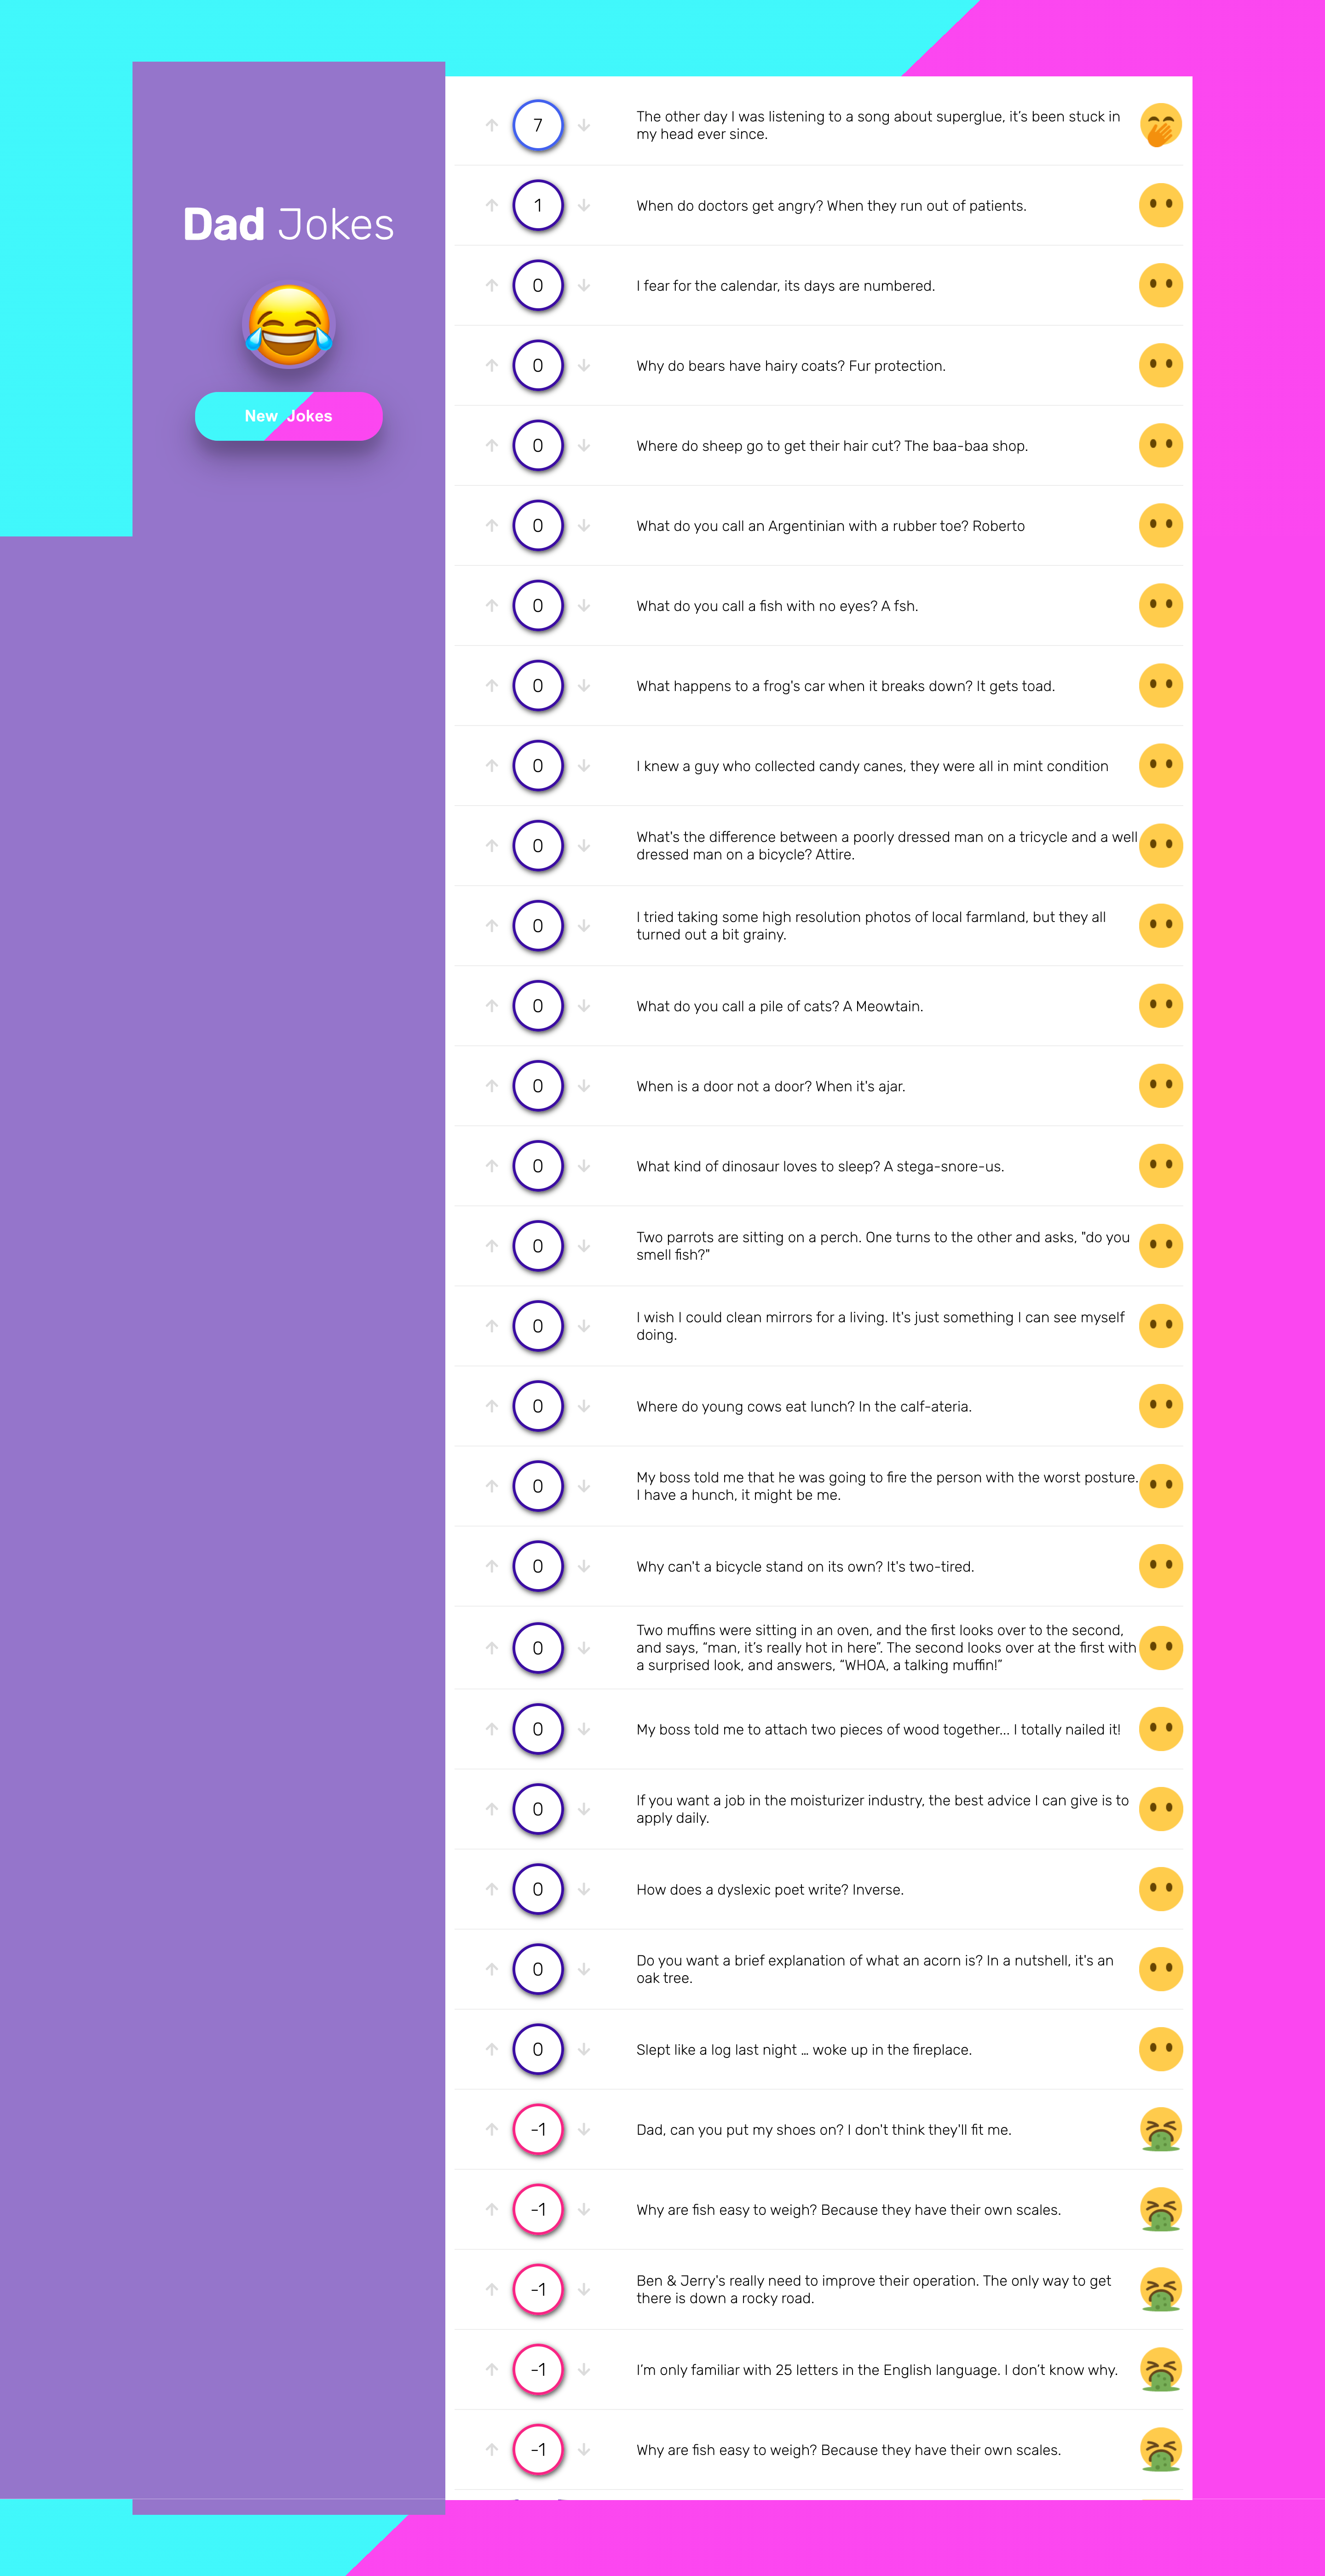 Dad Jokes
New Jokes
7
The other day I was listening to a song about superglue, it’s been stuck in
my head ever since.
1
When do doctors get angry? When they run out of patients.
0
I fear for the calendar, its days are numbered.
0
Why do bears have hairy coats? Fur protection.
0
Where do sheep go to get their hair cut? The baa-baa shop.
0
What do you call an Argentinian with a rubber toe? Roberto
0
What do you call a fish with no eyes? A fsh.
0
What happens to a frog's car when it breaks down? It gets toad.
0
I knew a guy who collected candy canes, they were all in mint condition
0
What's the difference between a poorly dressed man on a tricycle and a well
dressed man on a bicycle? Attire.
0
I tried taking some high resolution photos of local farmland, but they all
turned out a bit grainy.
0
What do you call a pile of cats? A Meowtain.
0
When is a door not a door? When it's ajar.
0
What kind of dinosaur loves to sleep? A stega-snore-us.
0
Two parrots are sitting on a perch. One turns to the other and asks, "do you
smell fish?"
0
I wish I could clean mirrors for a living. It's just something I can see myself
doing.
0
Where do young cows eat lunch? In the calf-ateria.
0
My boss told me that he was going to fire the person with the worst posture.
I have a hunch, it might be me.
0
Why can't a bicycle stand on its own? It's two-tired.
0
Two muffins were sitting in an oven, and the first looks over to the second,
and says, “man, it’s really hot in here”. The second looks over at the first with
a surprised look, and answers, “WHOA, a talking muffin!”
0
My boss told me to attach two pieces of wood together... I totally nailed it!
0
If you want a job in the moisturizer industry, the best advice I can give is to
apply daily.
0
How does a dyslexic poet write? Inverse.
0
Do you want a brief explanation of what an acorn is? In a nutshell, it's an
oak tree.
0
Slept like a log last night … woke up in the fireplace.
-1
Dad, can you put my shoes on? I don't think they'll fit me.
-1
Why are fish easy to weigh? Because they have their own scales.
-1
Ben & Jerry's really need to improve their operation. The only way to get
there is down a rocky road.
-1
I’m only familiar with 25 letters in the English language. I don’t know why.
-1
Why are fish easy to weigh? Because they have their own scales.